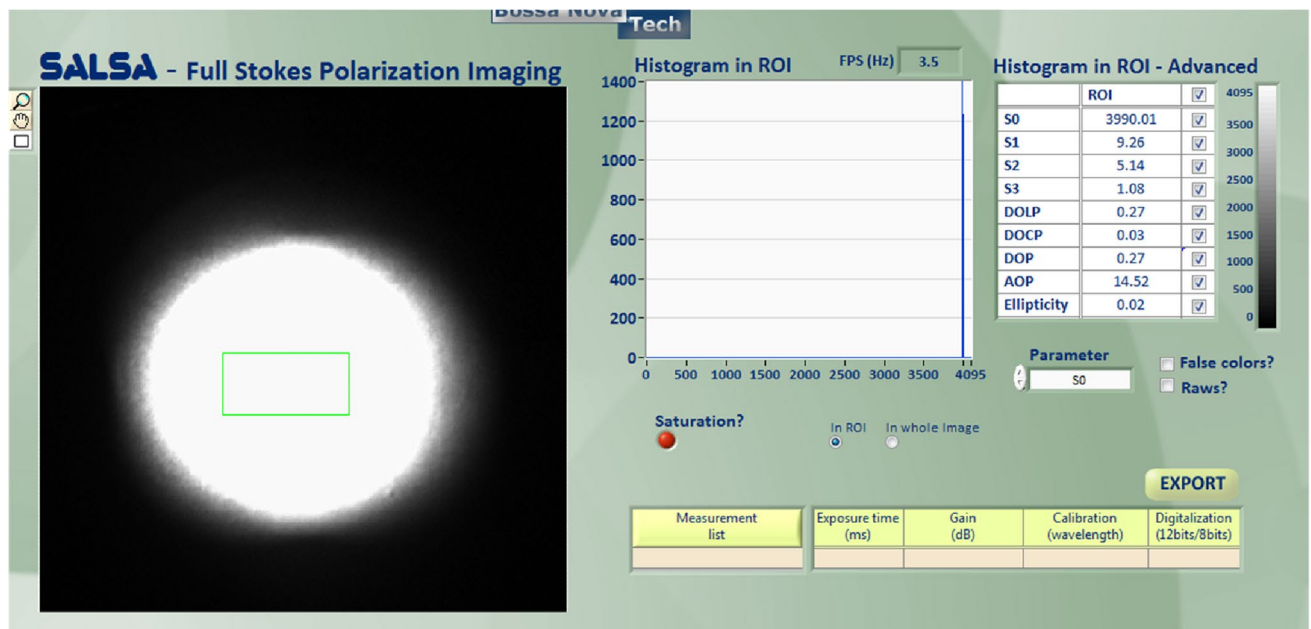 Bossa Nova
Tech
SALSA - Full Stokes Polarization Imaging
Histogram in ROI
FPS (Hz) 3.5
1400
1200
1000
800
600
400
200
0
0 500 1000 1500 2000 2500 3000 3500 4095
Histogram in ROI - Advanced
ROI
S0 3990.01
S1 9.26
S2 5.14
S3 1.08
DOLP 0.27
DOCP 0.03
DOP 0.27
AOP 14.52
Ellipticity 0.02
4095
3500
3000
2500
2000
1500
1000
500
0
Parameter
S0
False colors?
Raws?
Saturation?
In ROI In whole Image
EXPORT
Measurement list
Exposure time (ms)
Gain (dB)
Calibration (wavelength)
Digitalization (12bits/8bits)